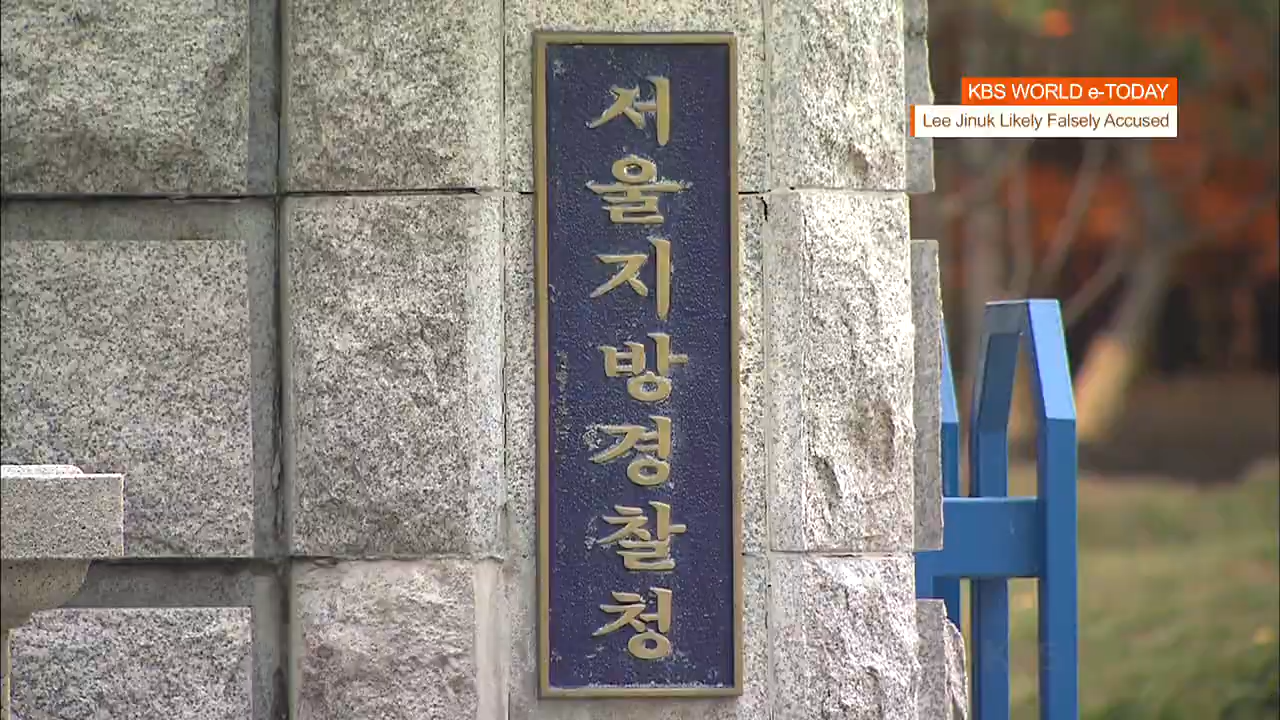 서울지방경찰청
KBS WORLD e-TODAY
Lee Jinuk Likely Falsely Accused